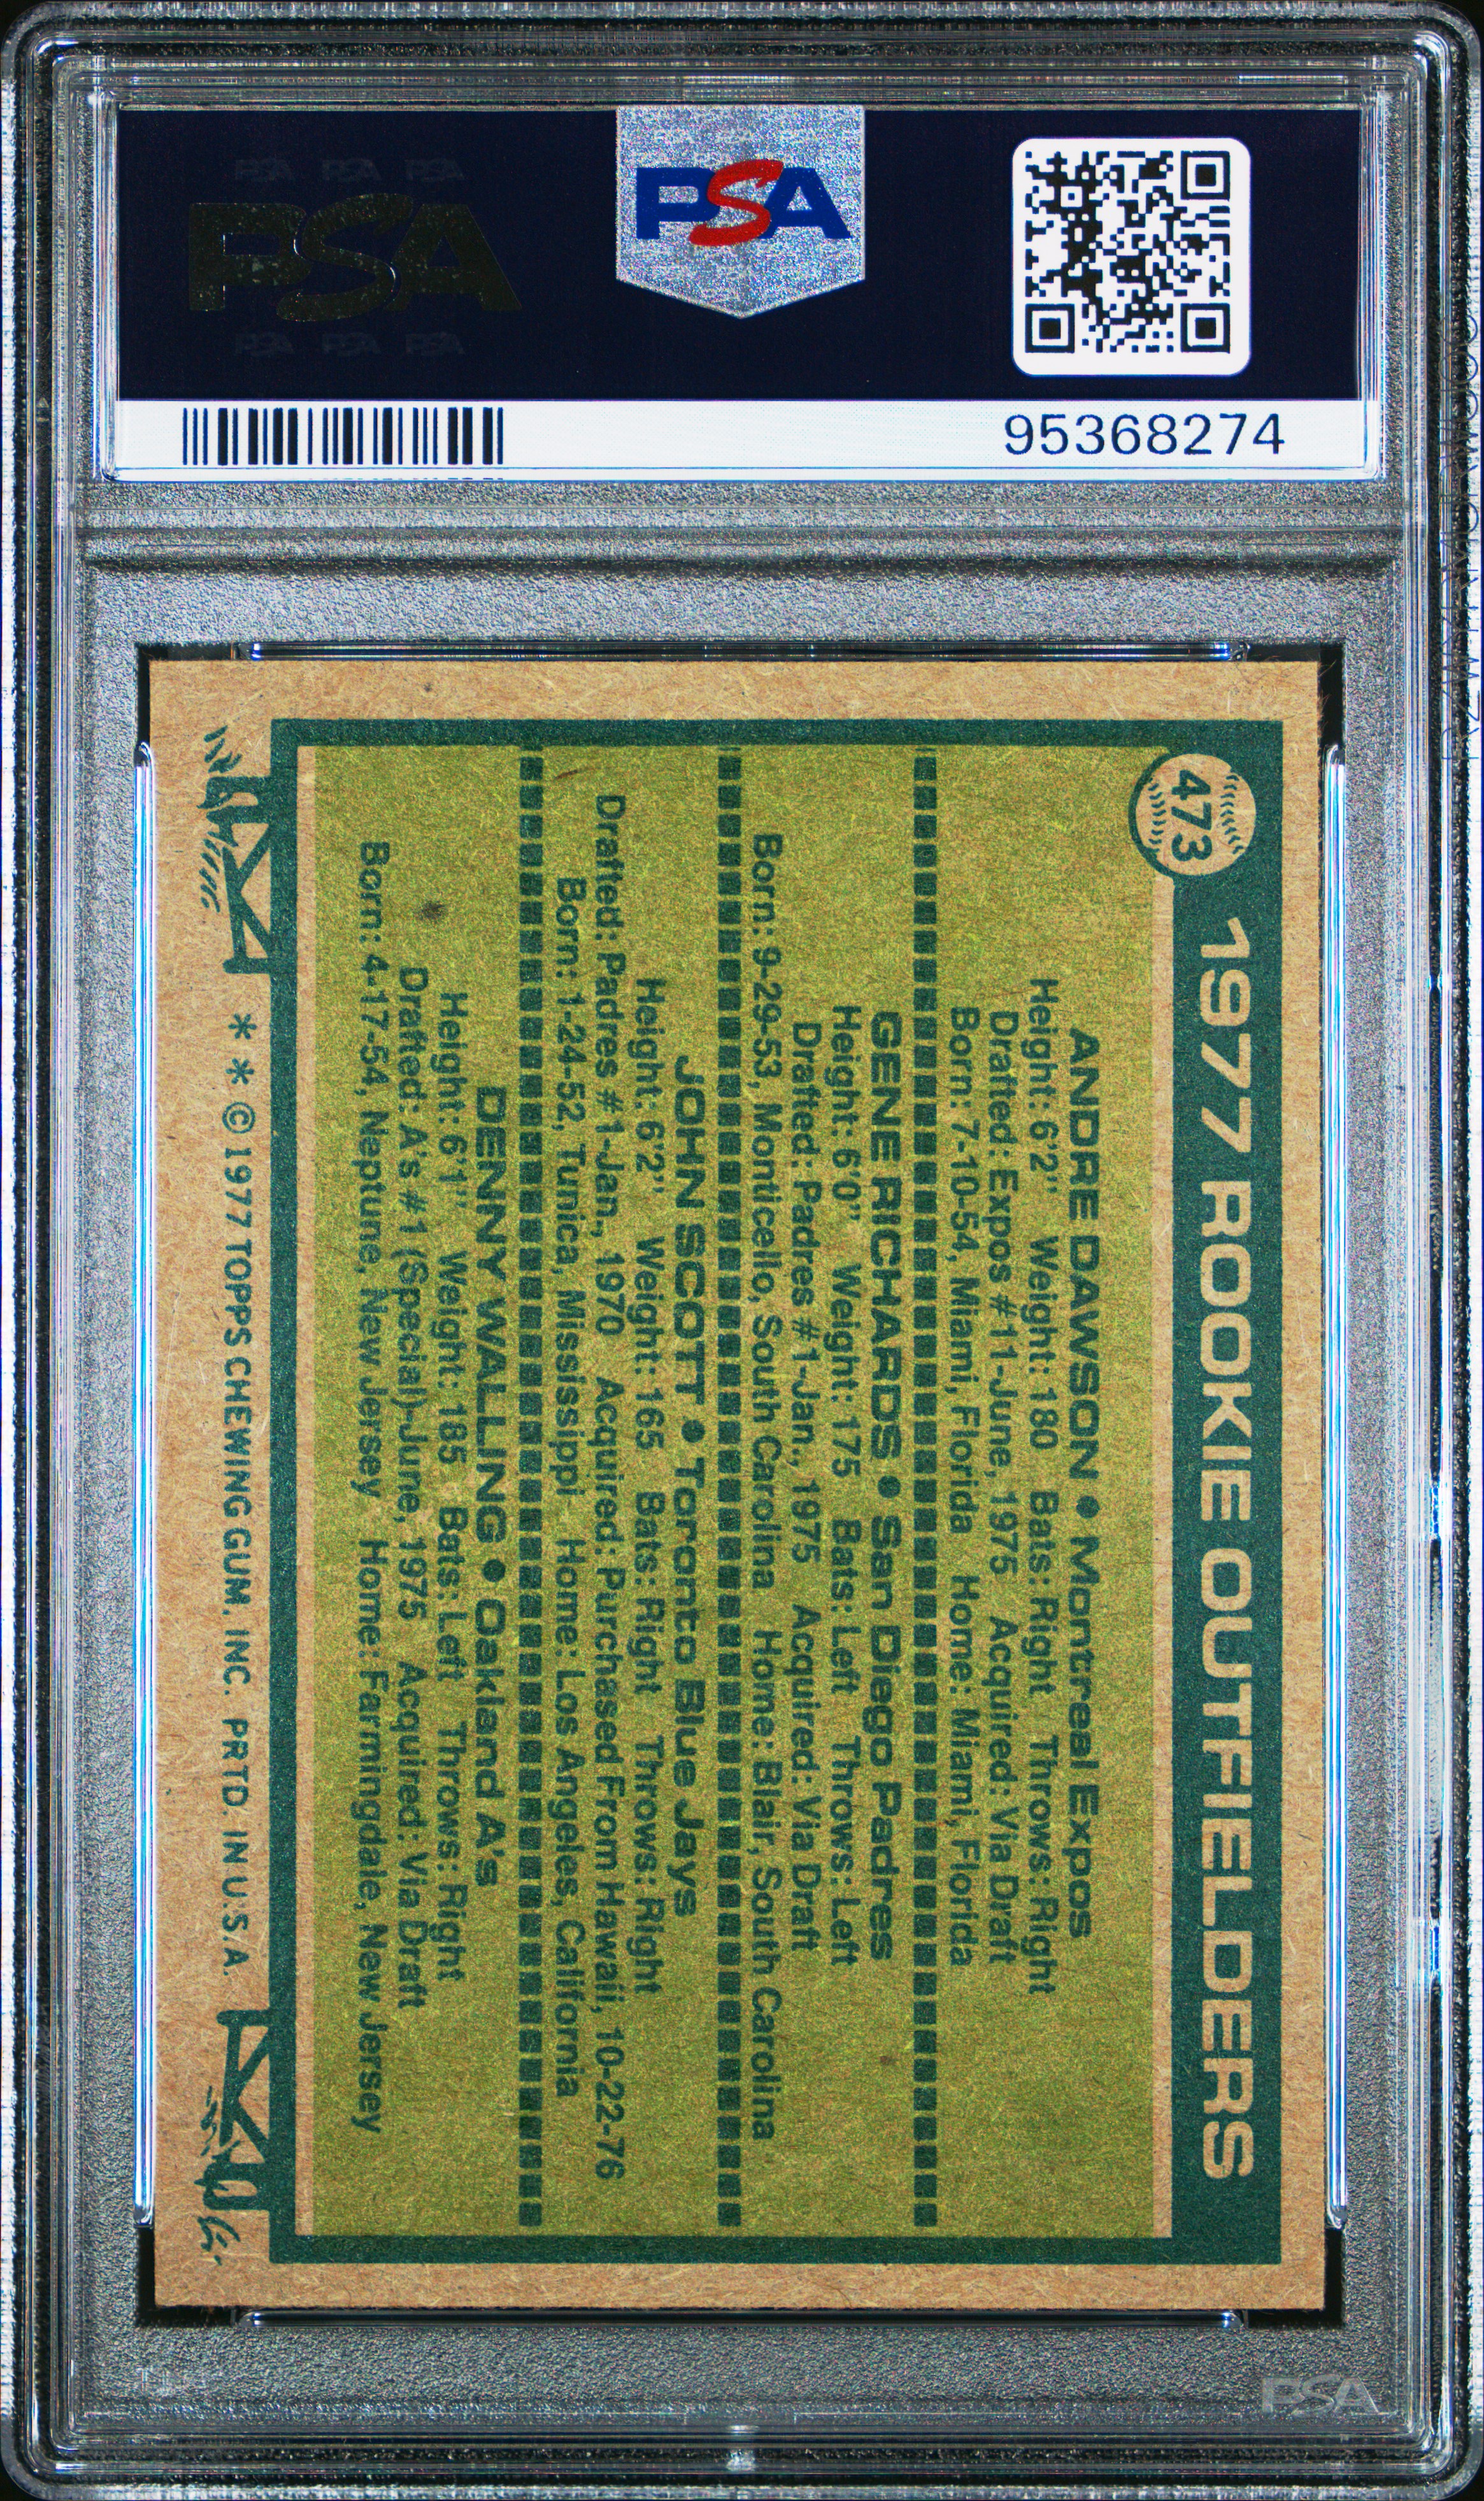 PSA PSA PSA
PSA
PSA PSA PSA
PSA
95368274
473
1977 ROOKIE OUTFIELDERS
ANDRE DAWSON • Montreal Expos
Height: 6'2" Weight: 180 Bats: Right Throws: Right
Drafted: Expos #11-June, 1975 Acquired: Via Draft
Born: 7-10-54, Miami, Florida Home: Miami, Florida
GENE RICHARDS • San Diego Padres
Height: 6'0" Weight: 175 Bats: Left Throws: Left
Drafted: Padres #1-Jan., 1975 Acquired: Via Draft
Born: 9-29-53, Monticello, South Carolina Home: Blair, South Carolina
JOHN SCOTT • Toronto Blue Jays
Height: 6'2" Weight: 165 Bats: Right Throws: Right
Drafted: Padres #1-Jan., 1970 Acquired: Purchased From Hawaii, 10-22-76
Born: 1-24-52, Tunica, Mississippi Home: Los Angeles, California
DENNY WALLING • Oakland A's
Height: 6'1" Weight: 185 Bats: Left Throws: Right
Drafted: A's #1 (Special)-June, 1975 Acquired: Via Draft
Born: 4-17-54, Neptune, New Jersey Home: Farmingdale, New Jersey
* * © 1977 TOPPS CHEWING GUM, INC. PRTD. IN U.S.A.
PSA